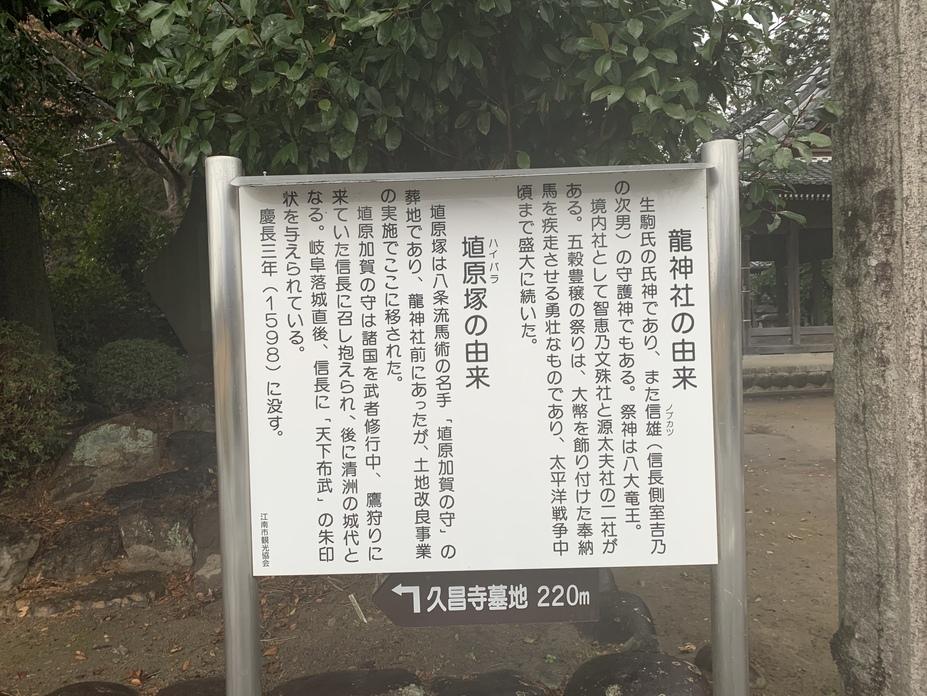 龍神社の由来
生駒氏の氏神であり、また信雄（信長側室吉乃
ノブカツ
の次男）の守護神でもある。祭神は八大竜王。
境内社として智恵乃文殊社と源太夫社の二社が
ある。五穀豊穣の祭りは、大幣を飾り付けた奉納
馬を疾走させる勇壮なものであり、太平洋戦争中
頃まで盛大に続いた。
ハイバラ
埴原塚の由来
埴原塚は八条流馬術の名手「埴原加賀の守」の
葬地であり、龍神社前にあったが、土地改良事業
の実施でここに移された。
埴原加賀の守は諸国を武者修行中、鷹狩りに
来ていた信長に召し抱えられ、後に清洲の城代と
なる。岐阜落城直後、信長に「天下布武」の朱印
状を与えられている。
慶長三年（1598）に没す。
江南市観光協会
久昌寺墓地 220m